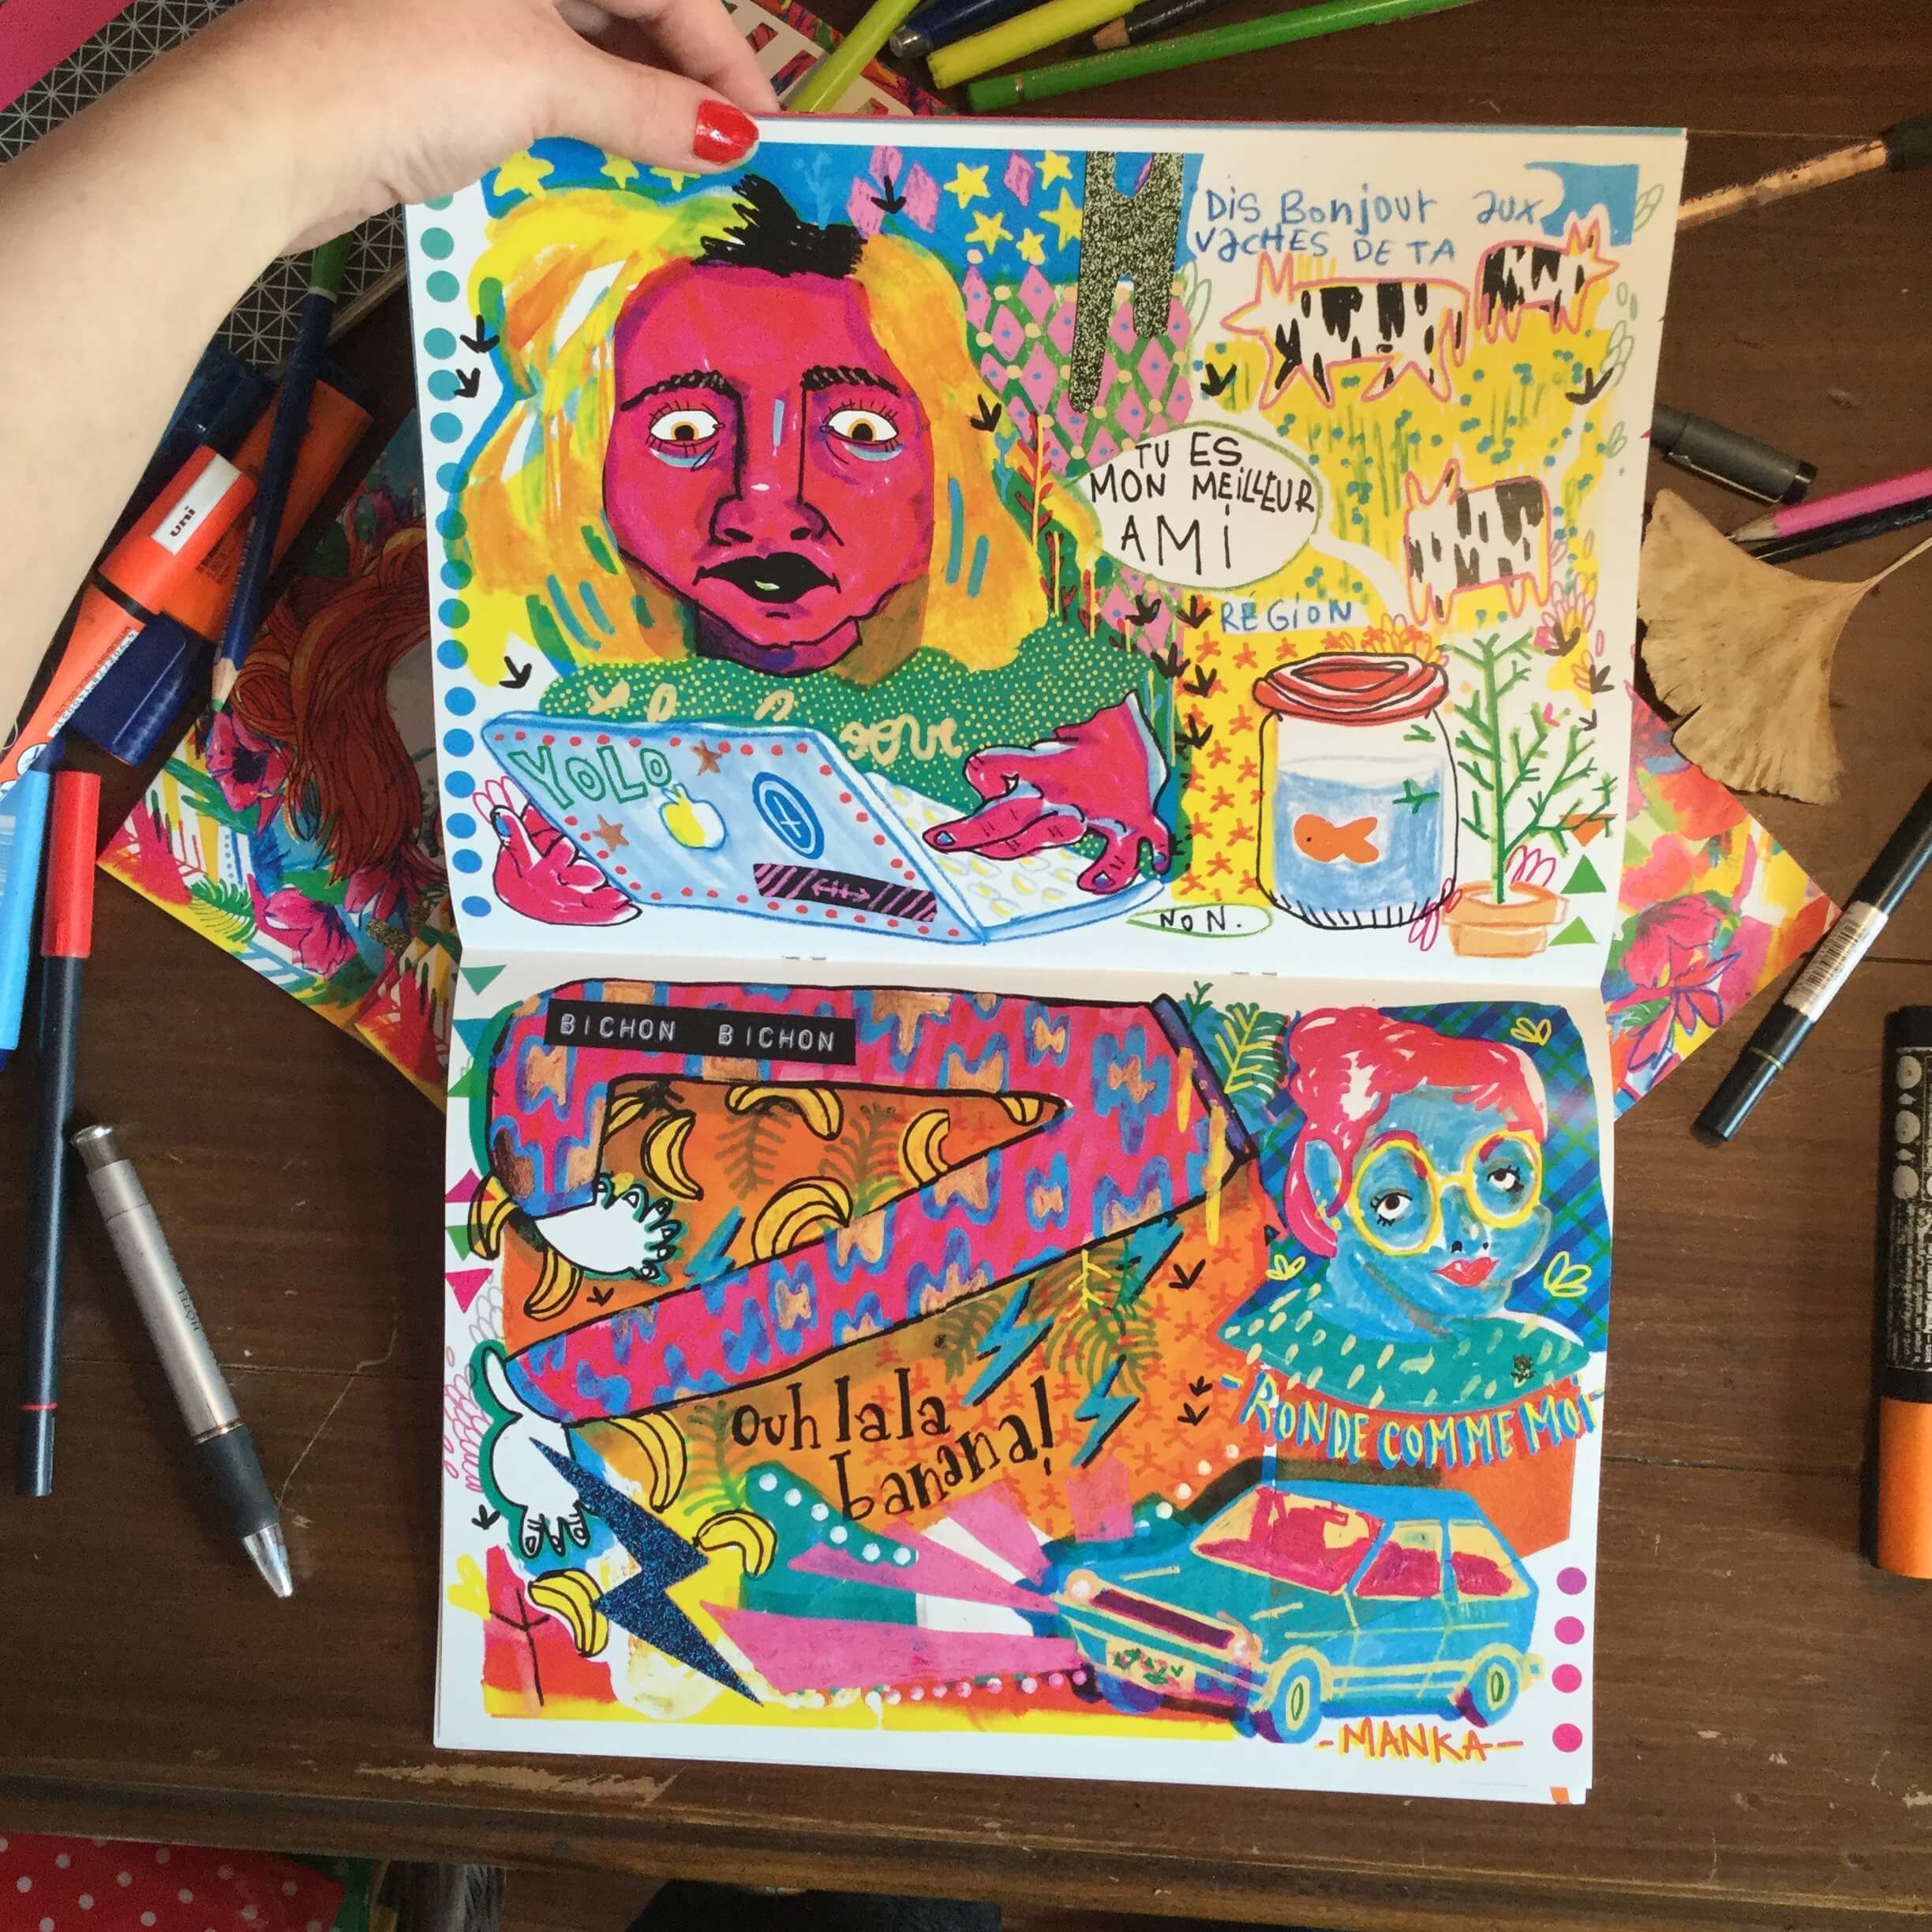 Dis Bonjour aux
VaCHES DE TA
TU ES
MON MEILLEUR
AMI
RÉGION
YOLO
NON.
BICHON BICHON
ouh lala
banana!
-RONDE COMME MOI-
-MANKA-
uni